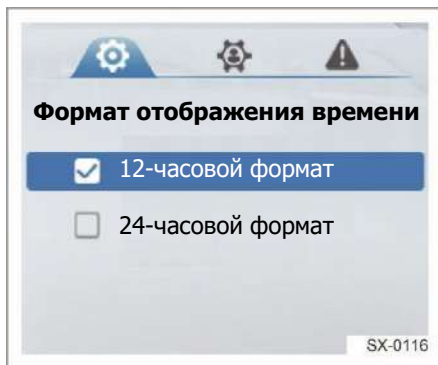 Формат отображения времени
12-часовой формат
24-часовой формат
SX-0116